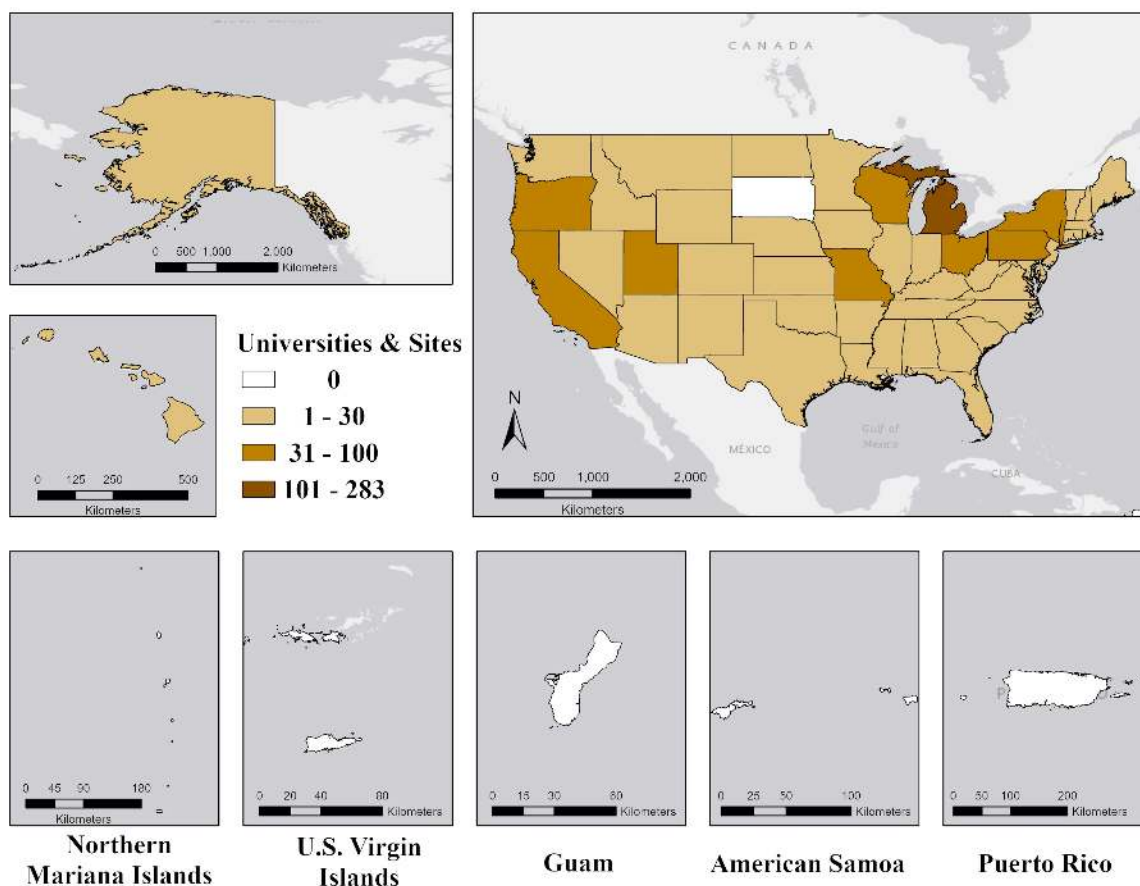 CANADA
0 500 1,000 2,000
Kilometers
Universities & Sites
0
1 - 30
31 - 100
101 - 283
0 125 250 500
Kilometers
N
MÉXICO
Gulf of
Mexico
CUBA
0 500 1,000 2,000
Kilometers
0 45 90 180
Kilometers
0 20 40 80
Kilometers
0 15 30 60
Kilometers
0 25 50 100
Kilometers
0 50 100 200
Kilometers
Northern
Mariana Islands
U.S. Virgin
Islands
Guam
American Samoa
Puerto Rico